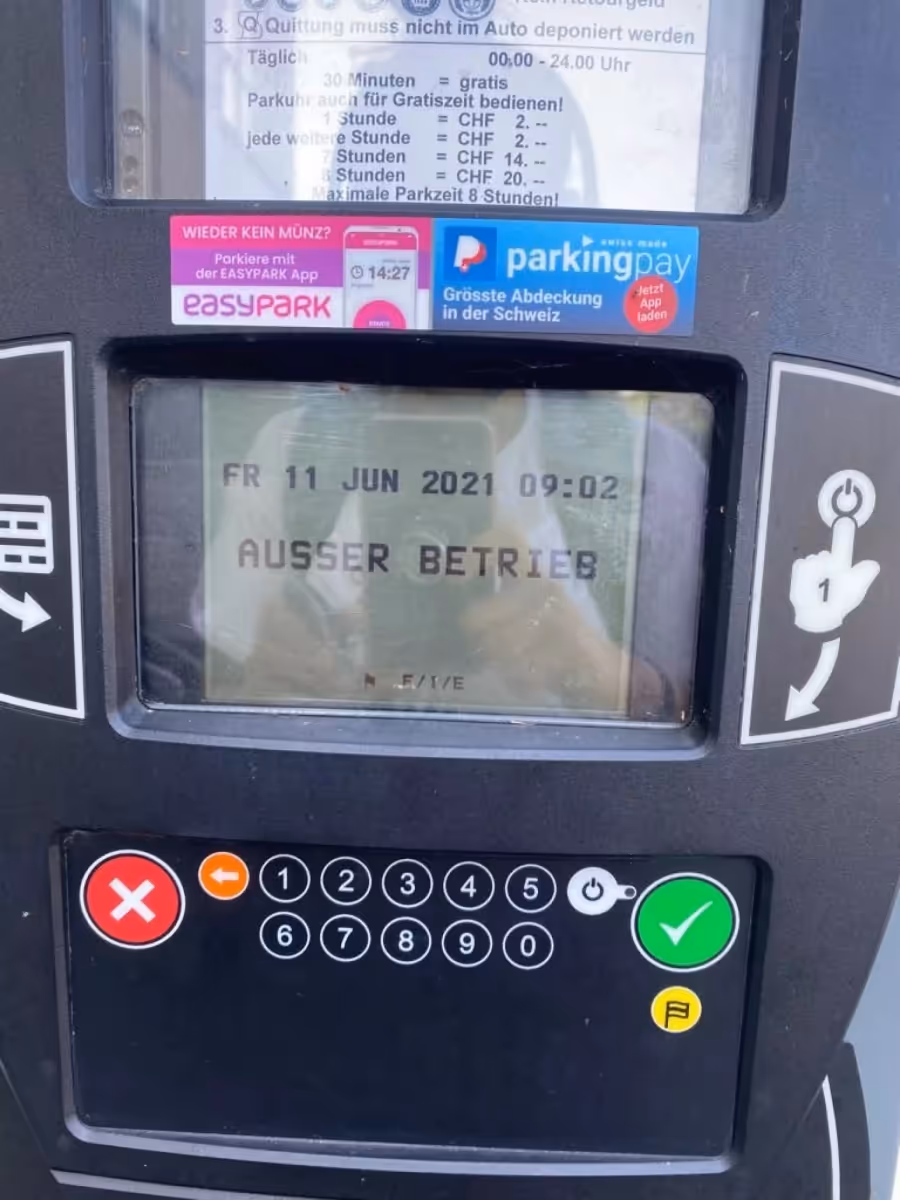 Kein Retourgeld
3. Q Quittung muss nicht im Auto deponiert werden
Täglich 00.00 - 24.00 Uhr
30 Minuten = gratis
Parkuhr auch für Gratiszeit bedienen!
1 Stunde = CHF 2. --
jede weitere Stunde = CHF 2. --
7 Stunden = CHF 14. --
8 Stunden = CHF 20. --
Maximale Parkzeit 8 Stunden!
WIEDER KEIN MÜNZ?
Parkiere mit
der EASYPARK App
easyPARK
14:27
swiss made
parkingpay
Grösste Abdeckung
in der Schweiz
Jetzt
App
laden
FR 11 JUN 2021 09:02
AUSSER BETRIEB
F/I/E
1
1 2 3 4 5
6 7 8 9 0